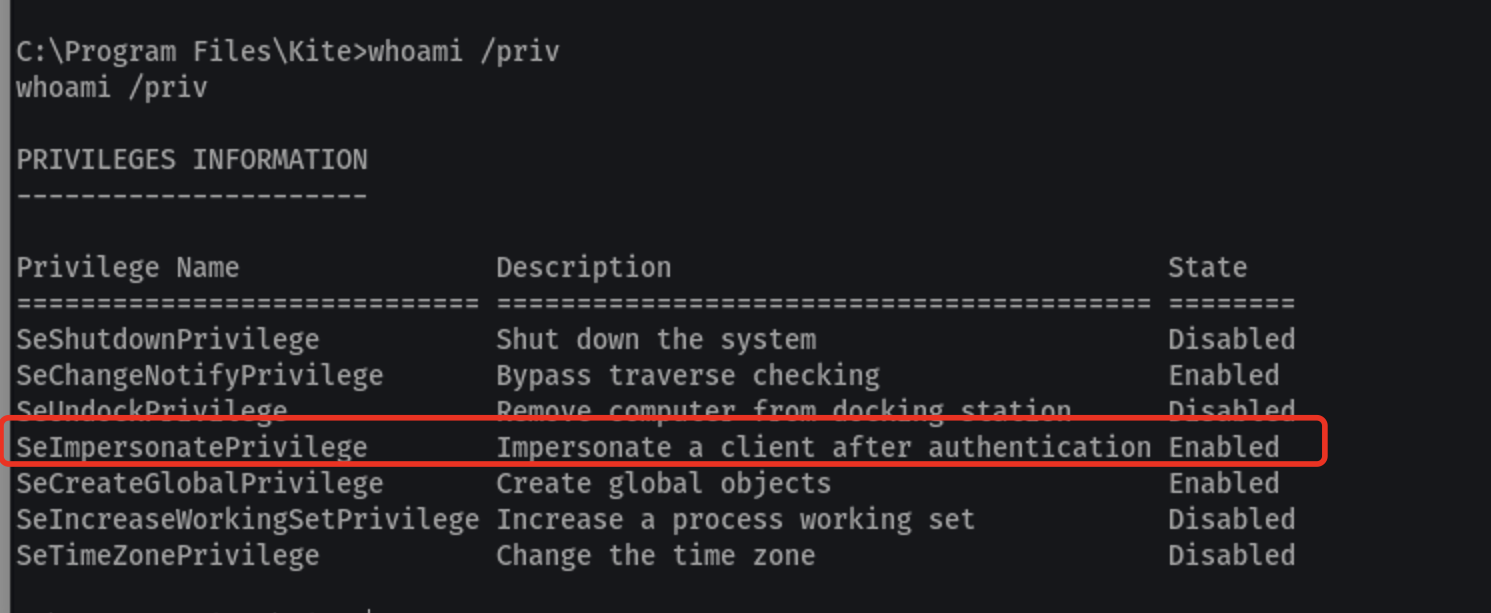 C:\Program Files\Kite>whoami /priv
whoami /priv
PRIVILEGES INFORMATION
----------------------
Privilege Name                Description                               State
============================= ========================================= ========
SeShutdownPrivilege           Shut down the system                      Disabled
SeChangeNotifyPrivilege       Bypass traverse checking                  Enabled
SeUndockPrivilege             Remove computer from docking station      Disabled
SeImpersonatePrivilege        Impersonate a client after authentication Enabled
SeCreateGlobalPrivilege       Create global objects                     Enabled
SeIncreaseWorkingSetPrivilege Increase a process working set            Disabled
SeTimeZonePrivilege           Change the time zone                      Disabled